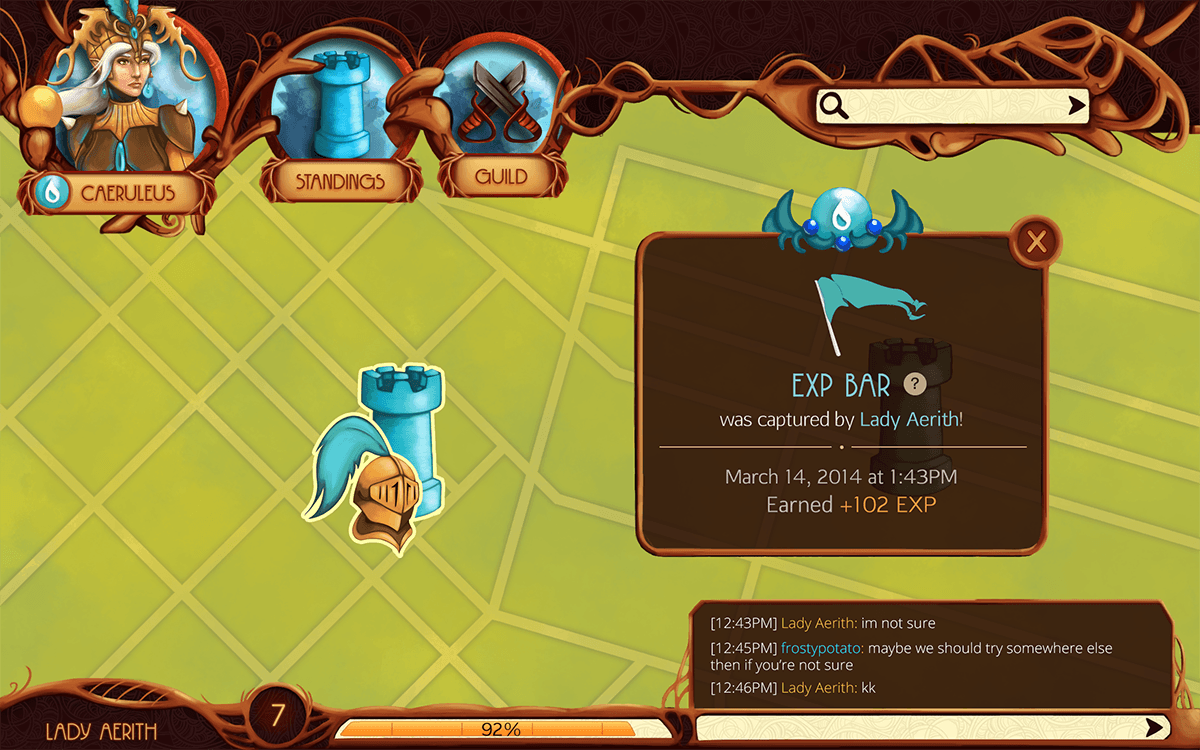 CAERULEUS
STANDINGS
GUILD
X
EXP BAR ?
was captured by Lady Aerith!
March 14, 2014 at 1:43PM
Earned +102 EXP
[12:43PM] Lady Aerith: im not sure
[12:45PM] frostypotato: maybe we should try somewhere else
then if you're not sure
[12:46PM] Lady Aerith: kk
LADY AERITH
7
92%